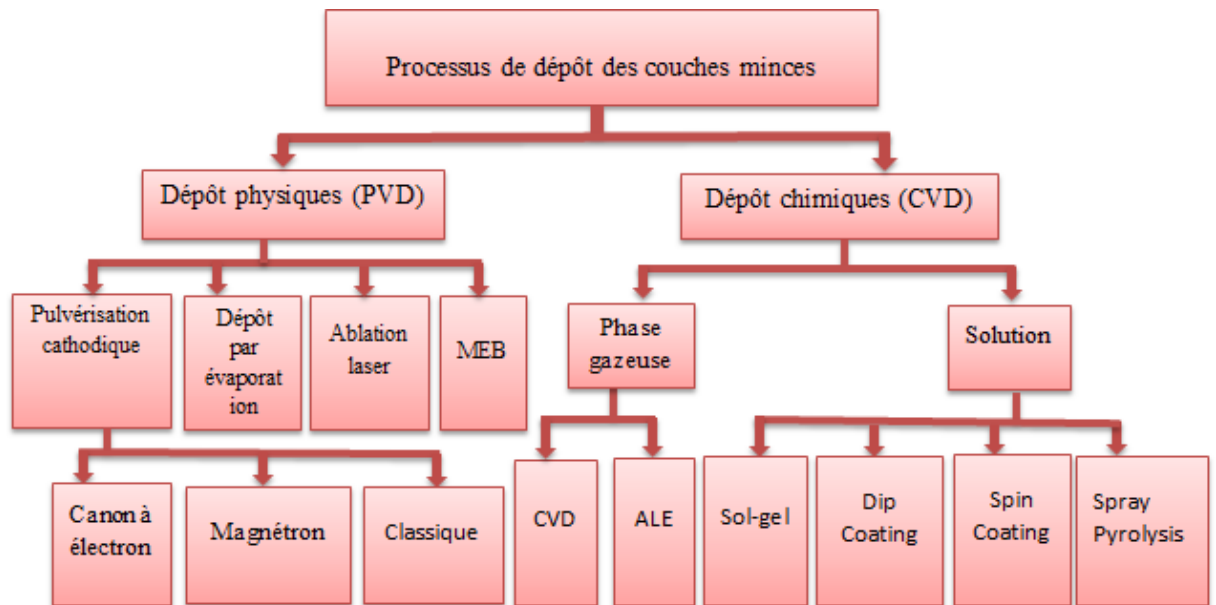 Processus de dépôt des couches minces
Dépôt physiques (PVD)
Dépôt chimiques (CVD)
Pulvérisation
cathodique
Dépôt
par
évaporat
ion
Ablation
laser
MEB
Phase
gazeuse
Solution
Canon à
électron
Magnétron
Classique
CVD
ALE
Sol-gel
Dip
Coating
Spin
Coating
Spray
Pyrolysis